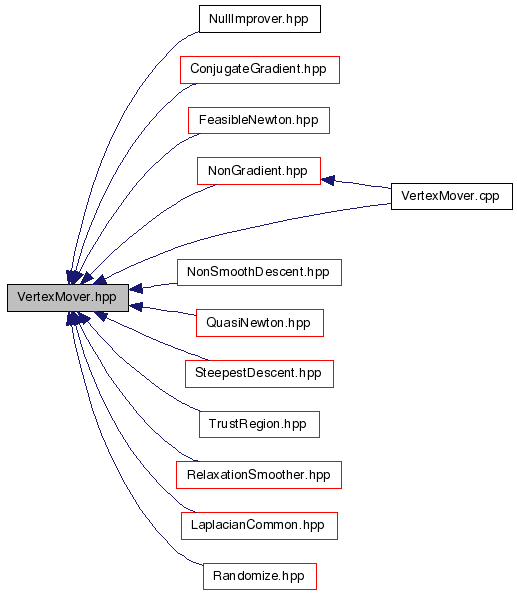 NullImprover.hpp
ConjugateGradient.hpp
FeasibleNewton.hpp
NonGradient.hpp
VertexMover.cpp
NonSmoothDescent.hpp
VertexMover.hpp
QuasiNewton.hpp
SteepestDescent.hpp
TrustRegion.hpp
RelaxationSmoother.hpp
LaplacianCommon.hpp
Randomize.hpp